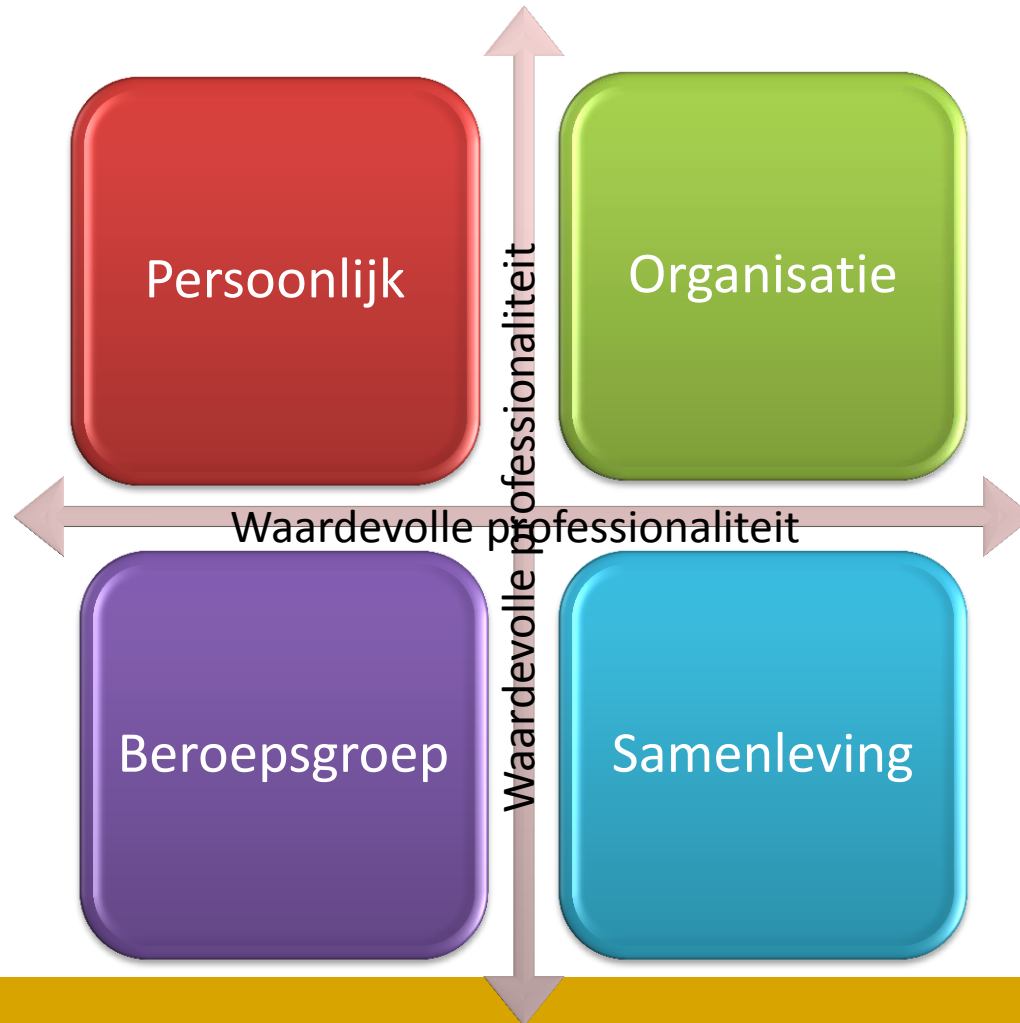 Persoonlijk
Organisatie
Waardevolle professionaliteit
Waardevolle professionaliteit
Beroepsgroep
Samenleving